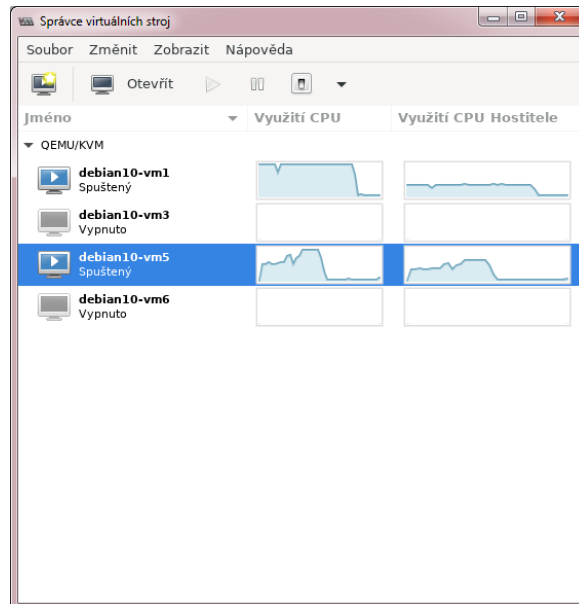 Správce virtuálních stroj
Soubor Změnit Zobrazit Nápověda
Otevřít
Jméno Využití CPU Využití CPU Hostitele
QEMU/KVM
debian10-vm1
Spuštený
debian10-vm3
Vypnuto
debian10-vm5
Spuštený
debian10-vm6
Vypnuto